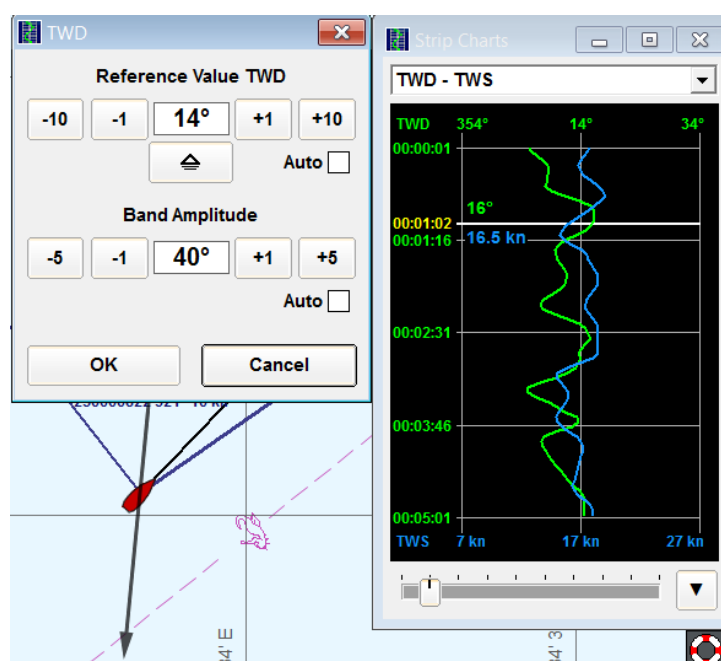 TWD
Reference Value TWD
-10 -1 14° +1 +10
Auto
Band Amplitude
-5 -1 40° +1 +5
Auto
OK Cancel
Strip Charts
TWD - TWS
TWD 354° 14° 34°
00:00:01
16°
00:01:02
00:01:16 16.5 kn
00:02:31
00:03:46
00:05:01
TWS 7 kn 17 kn 27 kn
34' E
34' 3